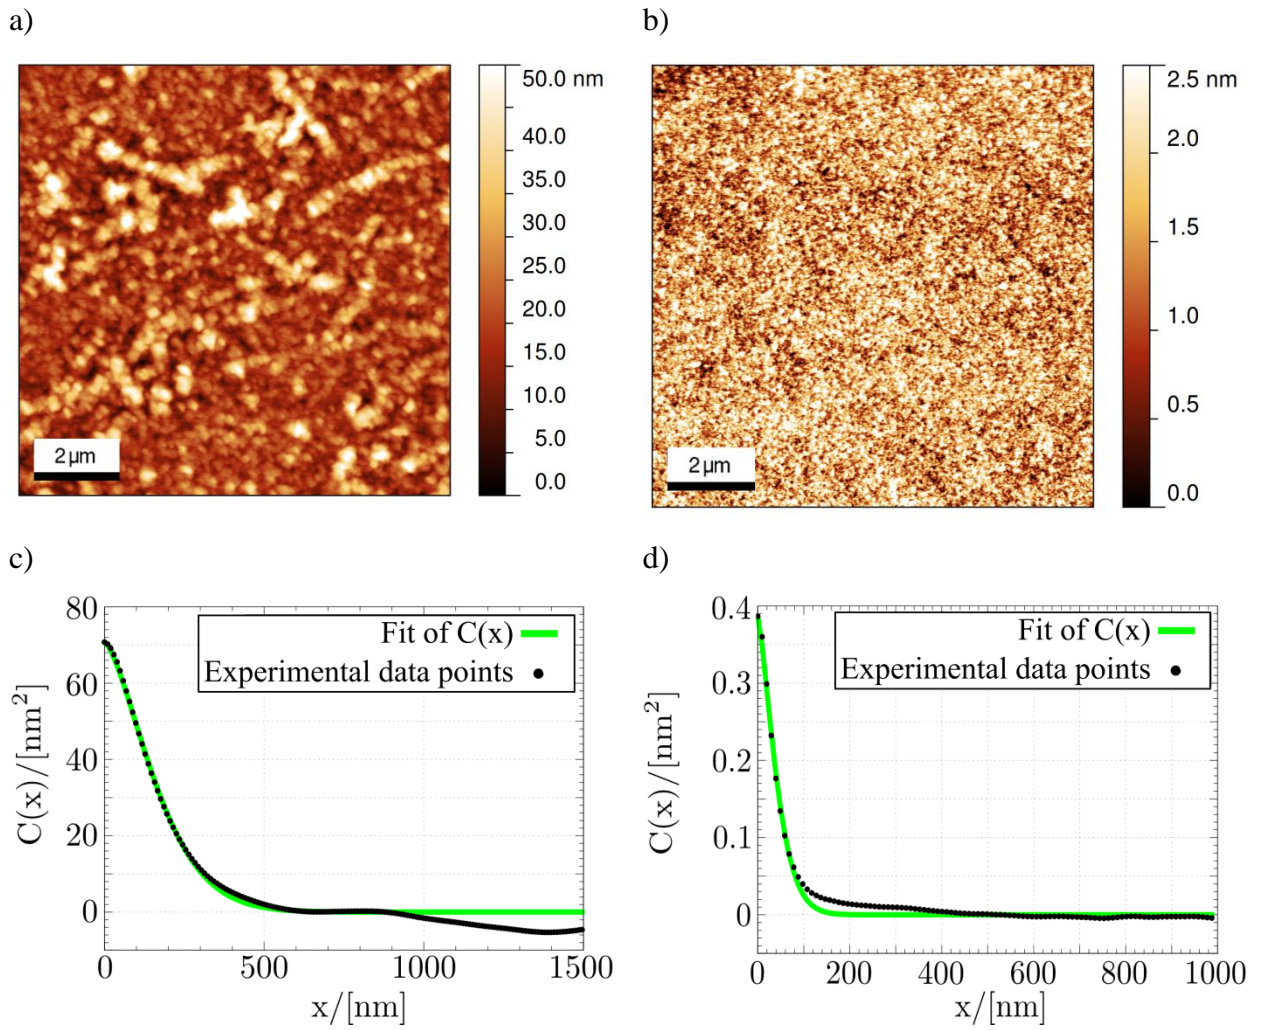 a)
50.0 nm
40.0
35.0
30.0
25.0
20.0
15.0
10.0
5.0
0.0
2 µm
b)
2.5 nm
2.0
1.5
1.0
0.5
0.0
2 µm
c)
80
60
40
20
0
C(x)/[nm²]
Fit of C(x)
Experimental data points
0 500 1000 1500
x/[nm]
d)
0.4
0.3
0.2
0.1
0
C(x)/[nm²]
Fit of C(x)
Experimental data points
0 200 400 600 800 1000
x/[nm]